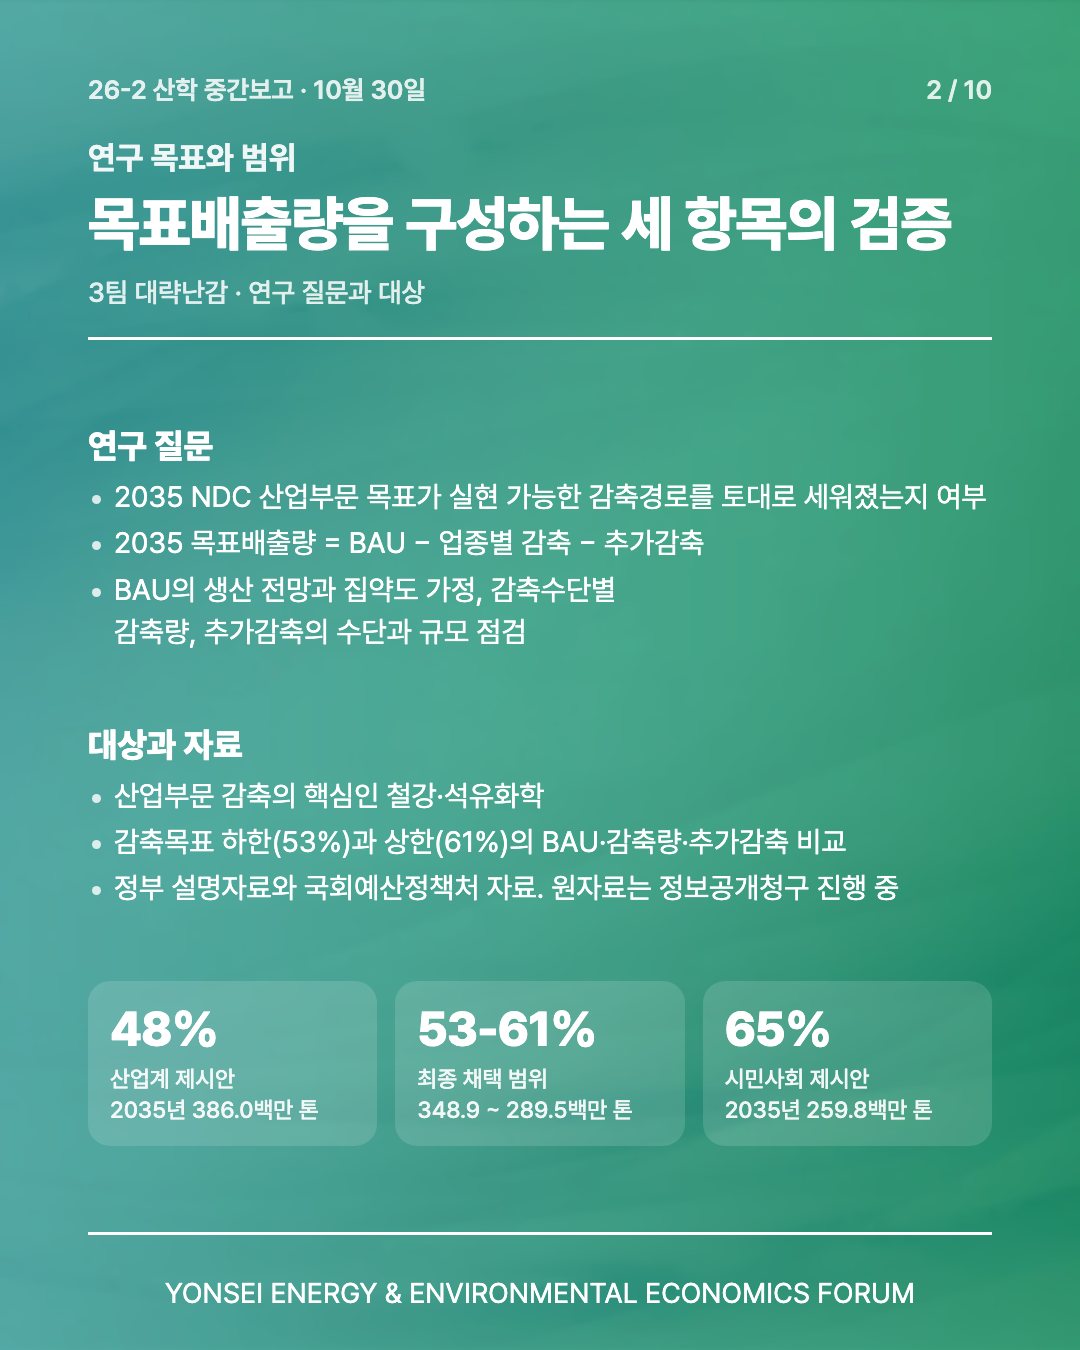 26-2 산학 중간보고 · 10월 30일
2 / 10
연구 목표와 범위
목표배출량을 구성하는 세 항목의 검증
3팀 대략난감 · 연구 질문과 대상
연구 질문
• 2035 NDC 산업부문 목표가 실현 가능한 감축경로를 토대로 세워졌는지 여부
• 2035 목표배출량 = BAU − 업종별 감축 − 추가감축
• BAU의 생산 전망과 집약도 가정, 감축수단별
감축량, 추가감축의 수단과 규모 점검
대상과 자료
• 산업부문 감축의 핵심인 철강·석유화학
• 감축목표 하한(53%)과 상한(61%)의 BAU·감축량·추가감축 비교
• 정부 설명자료와 국회예산정책처 자료. 원자료는 정보공개청구 진행 중
48%
산업계 제시안
2035년 386.0백만 톤
53-61%
최종 채택 범위
348.9 ~ 289.5백만 톤
65%
시민사회 제시안
2035년 259.8백만 톤
YONSEI ENERGY & ENVIRONMENTAL ECONOMICS FORUM